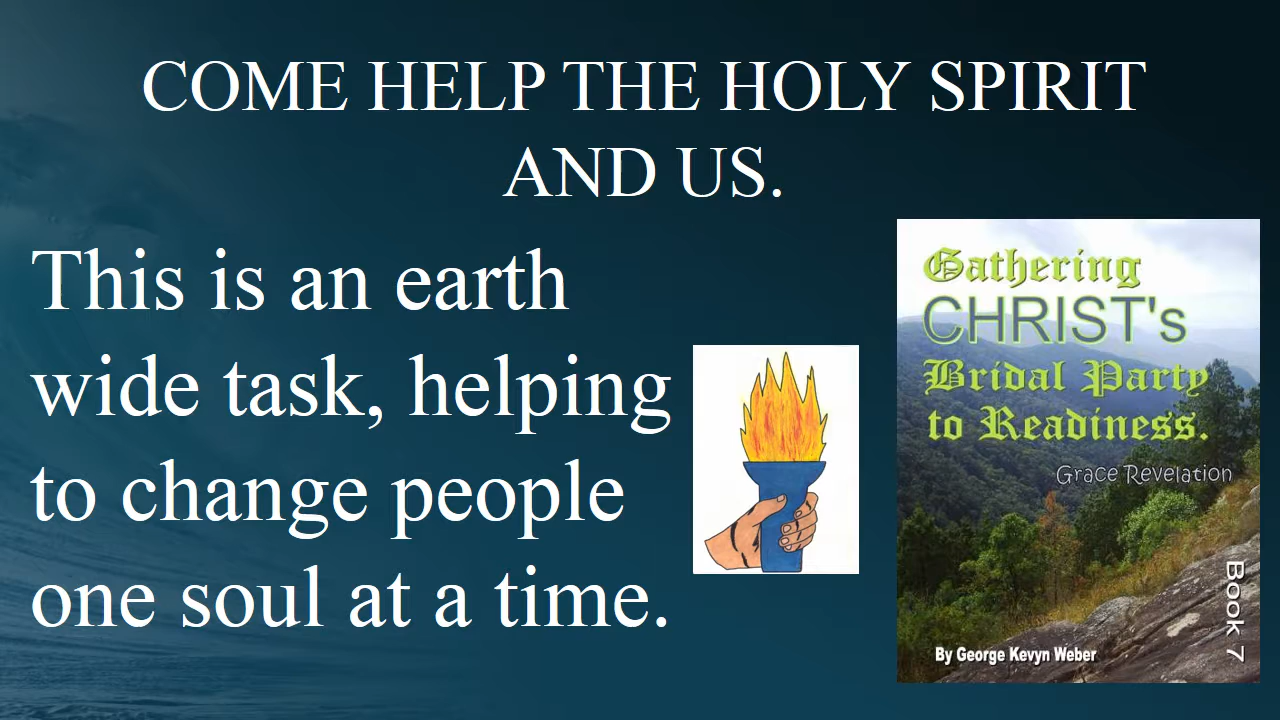 COME HELP THE HOLY SPIRIT
AND US.
This is an earth
wide task, helping
to change people
one soul at a time.
Gathering
CHRIST's
Bridal Party
to Readiness.
Grace Revelation
Book 7
By George Kevyn Weber